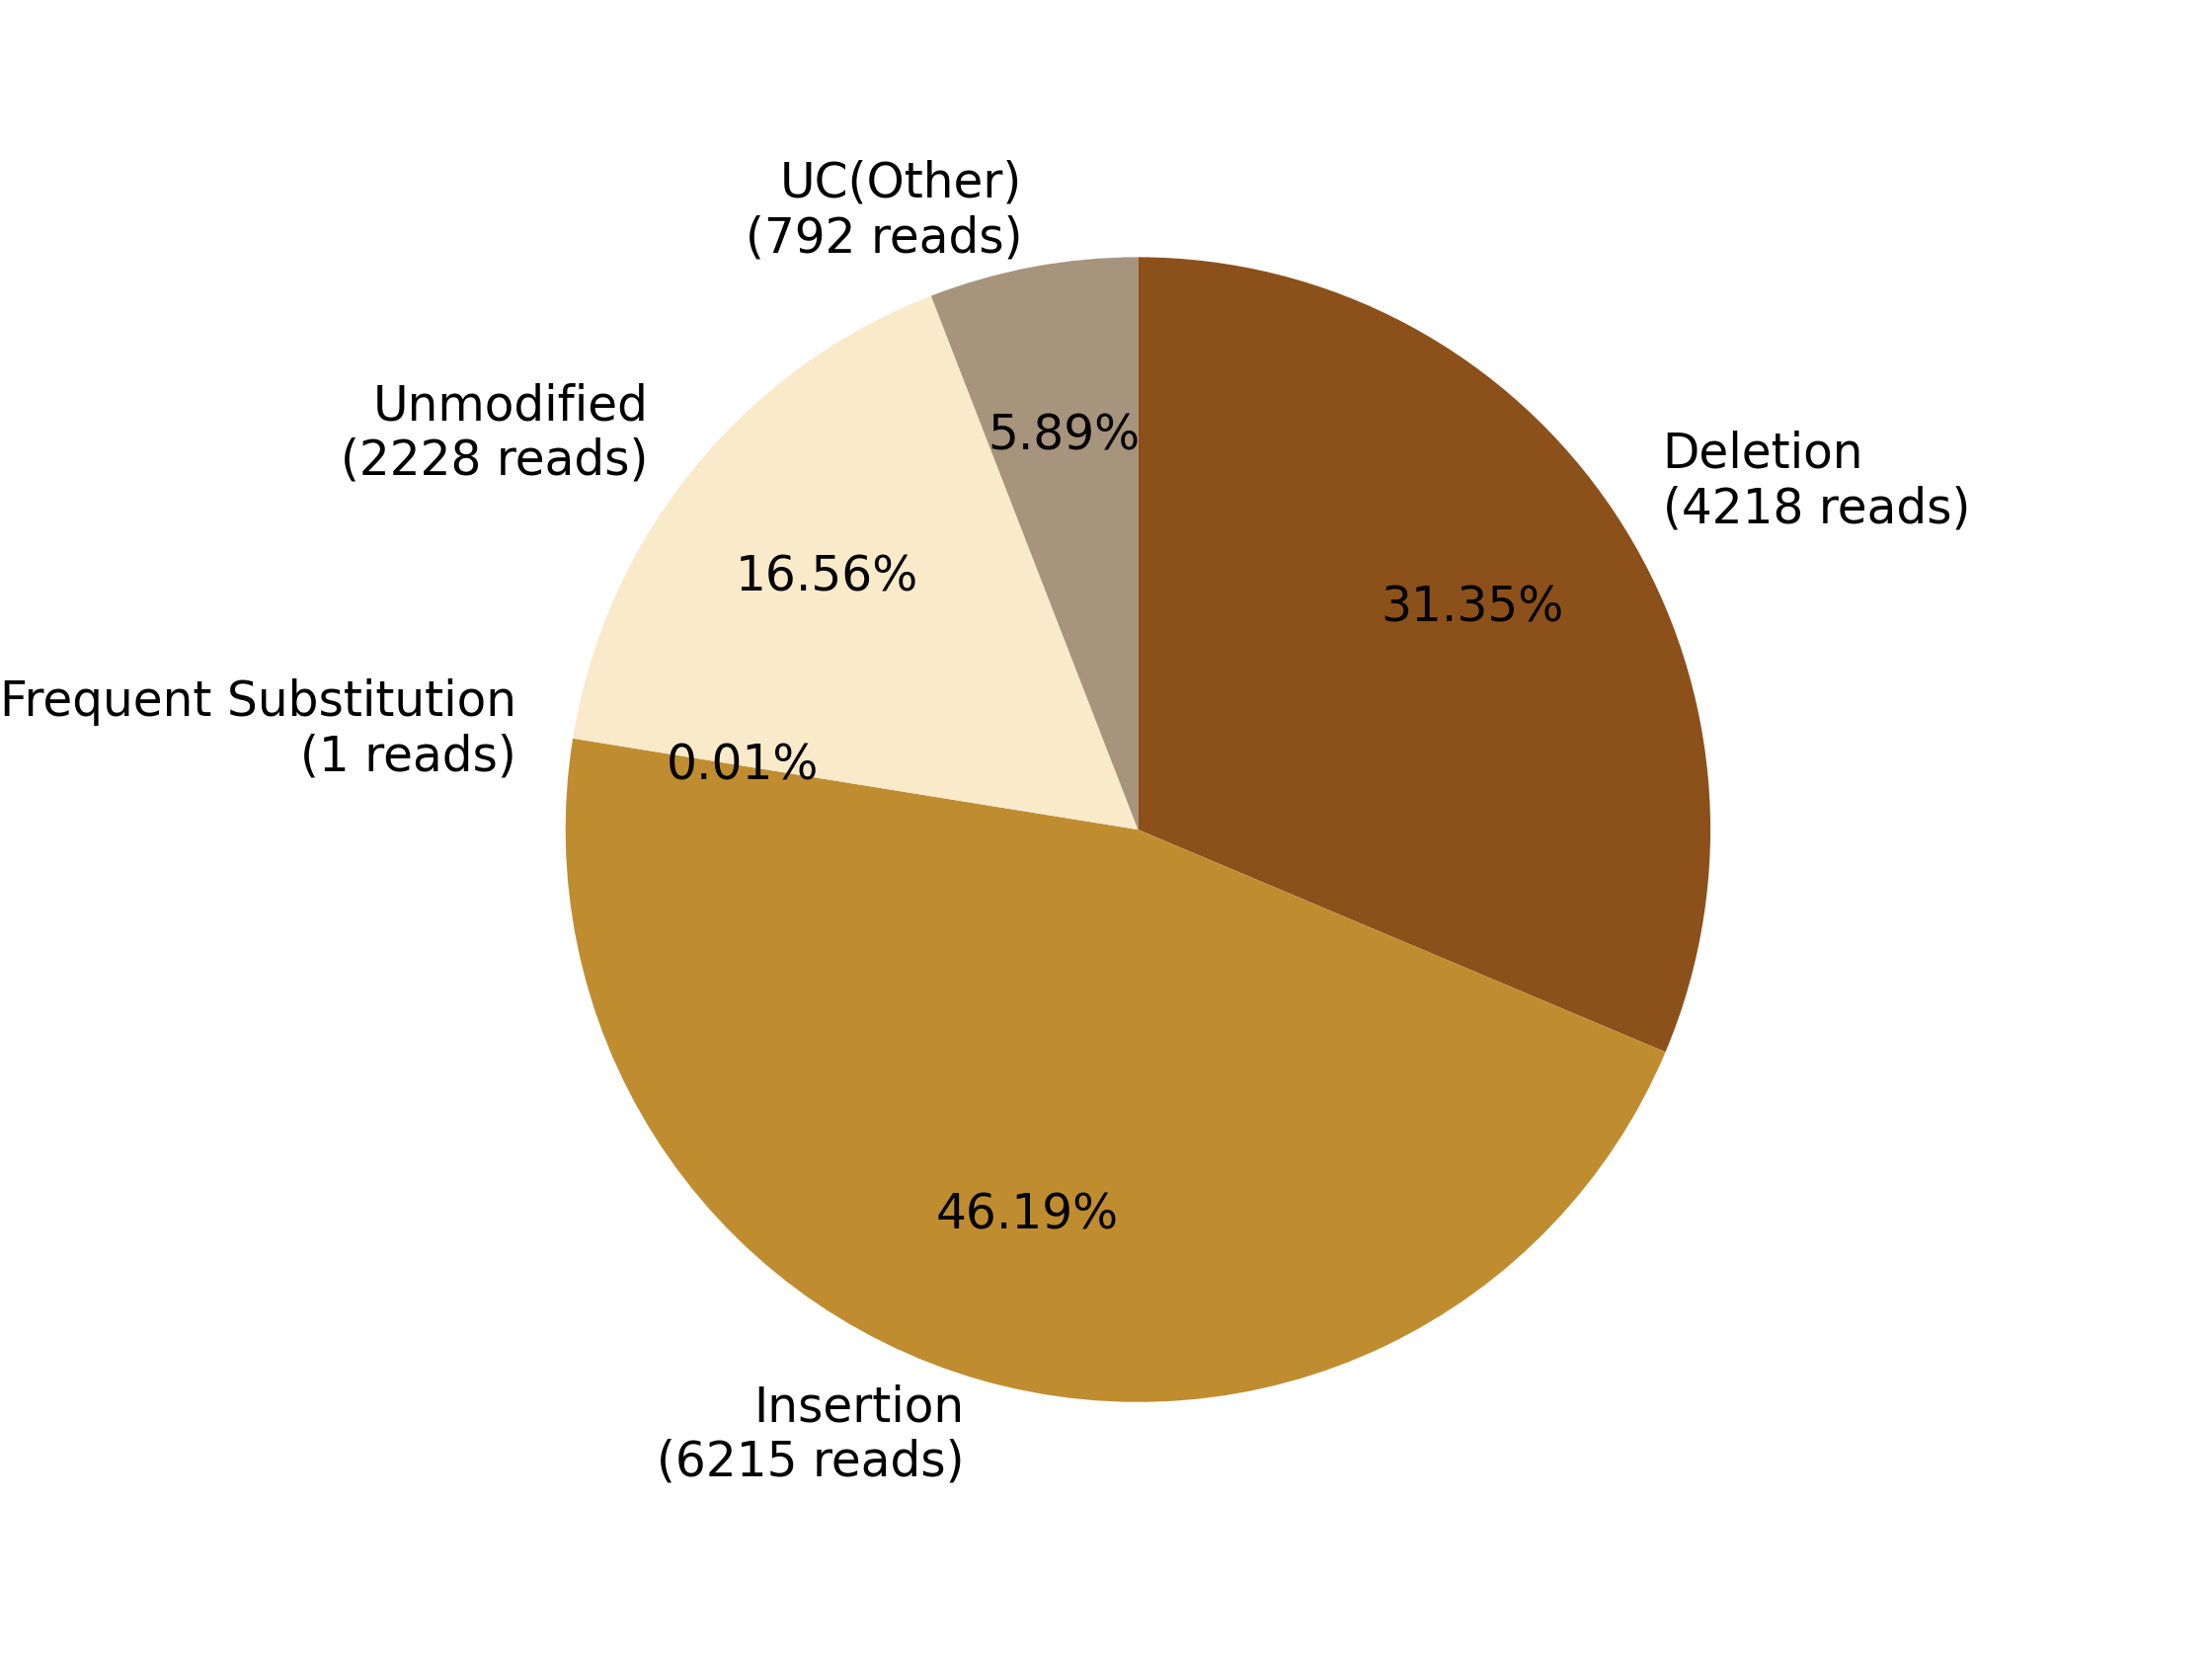 UC(Other)
(792 reads)
Unmodified
(2228 reads)
5.89%
Deletion
(4218 reads)
16.56%
31.35%
Frequent Substitution
(1 reads)
0.01%
46.19%
Insertion
(6215 reads)